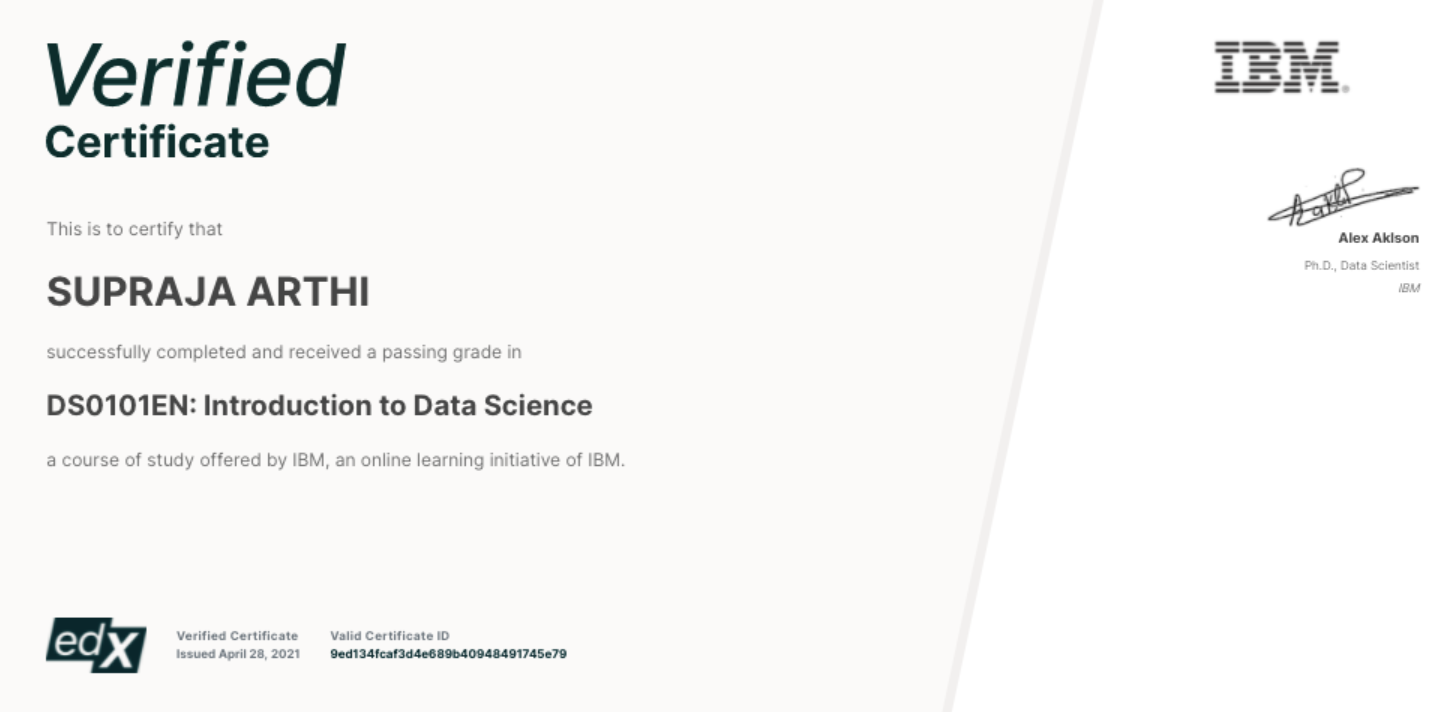 Verified
Certificate
This is to certify that
SUPRAJA ARTHI
successfully completed and received a passing grade in
DS0101EN: Introduction to Data Science
a course of study offered by IBM, an online learning initiative of IBM.
edX
Verified Certificate
Issued April 28, 2021
Valid Certificate ID
9ed134fcaf3d4e689b40948491745e79
IBM®
Alex Aklson
Ph.D., Data Scientist
IBM